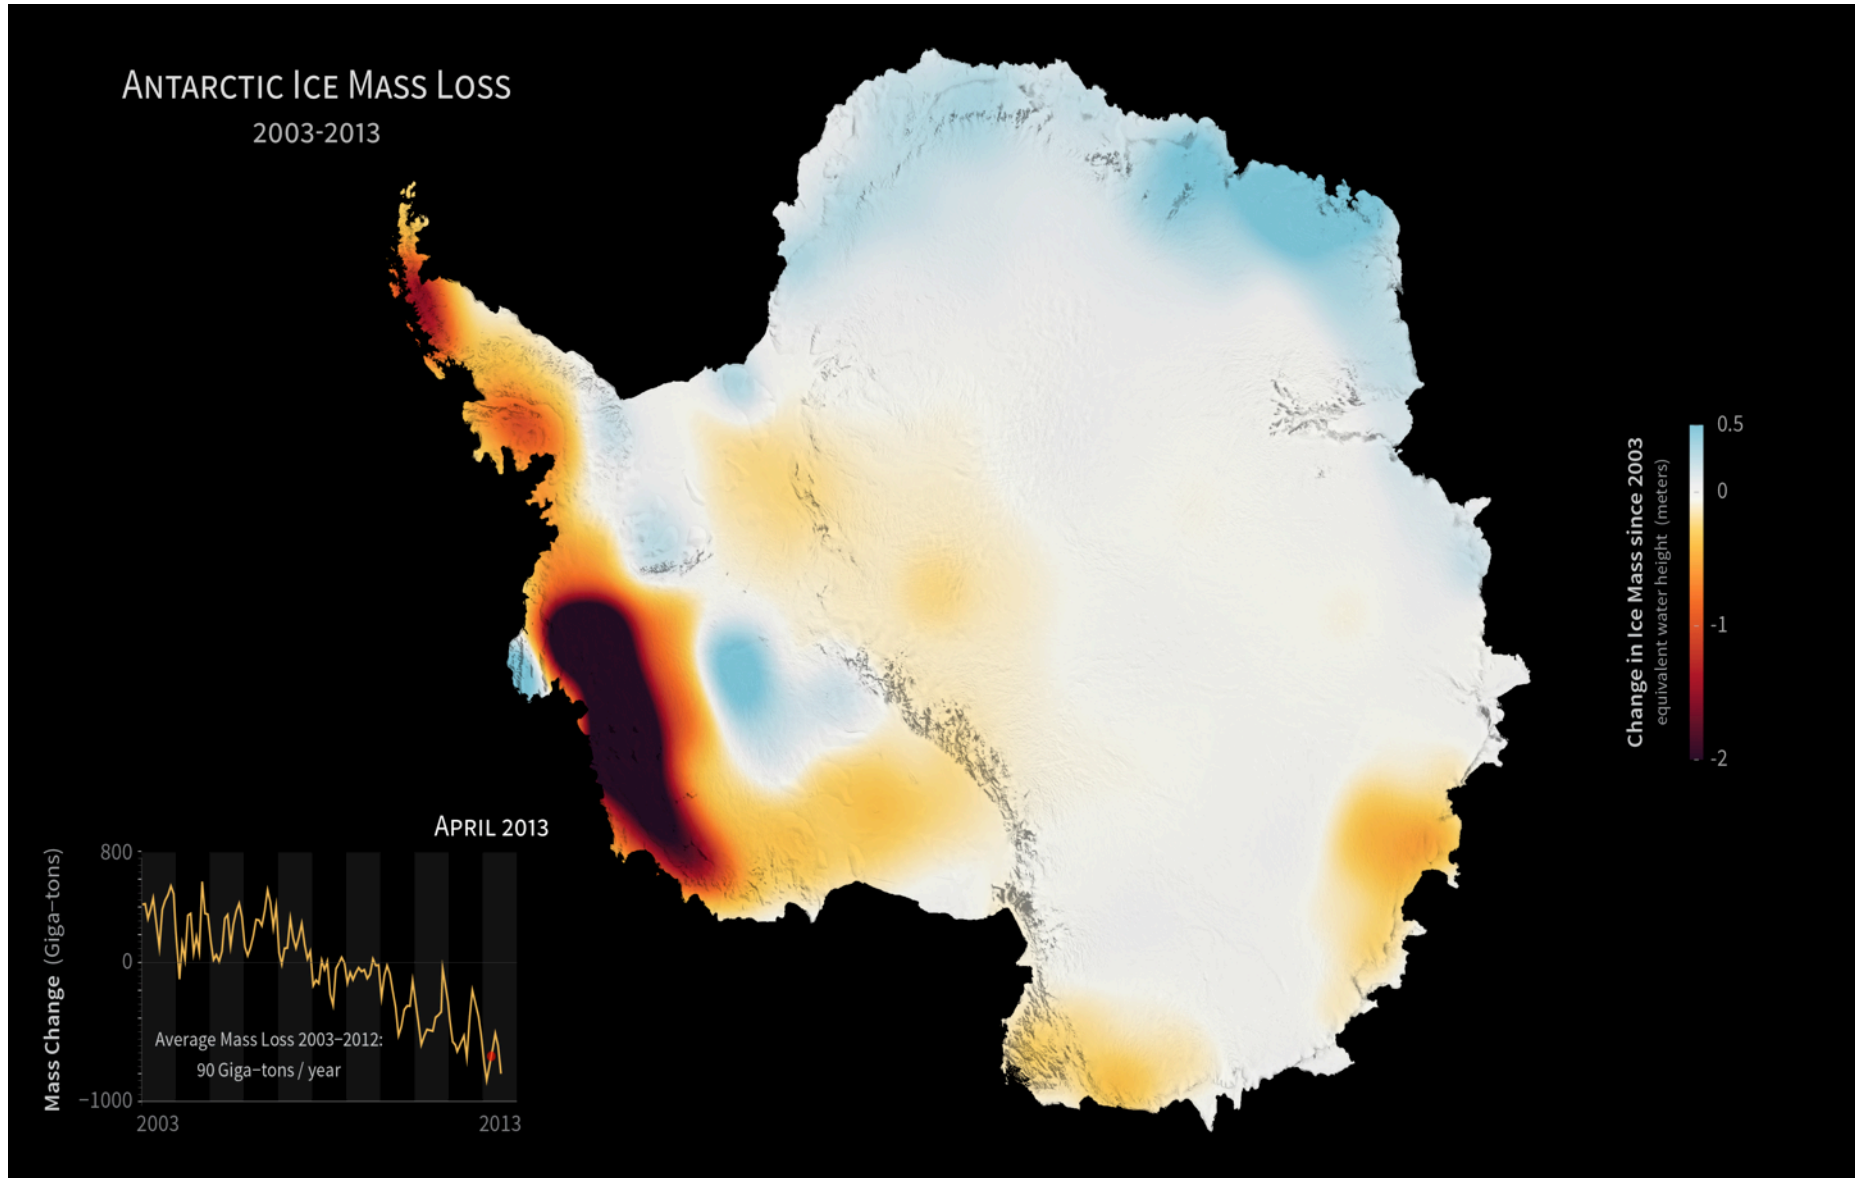 Antarctic Ice Mass Loss
2003-2013
April 2013
Mass Change (Giga-tons)
800
0
-1000
Average Mass Loss 2003-2012:
90 Giga-tons / year
2003
2013
Change in Ice Mass since 2003
equivalent water height (meters)
0.5
0
-1
-2